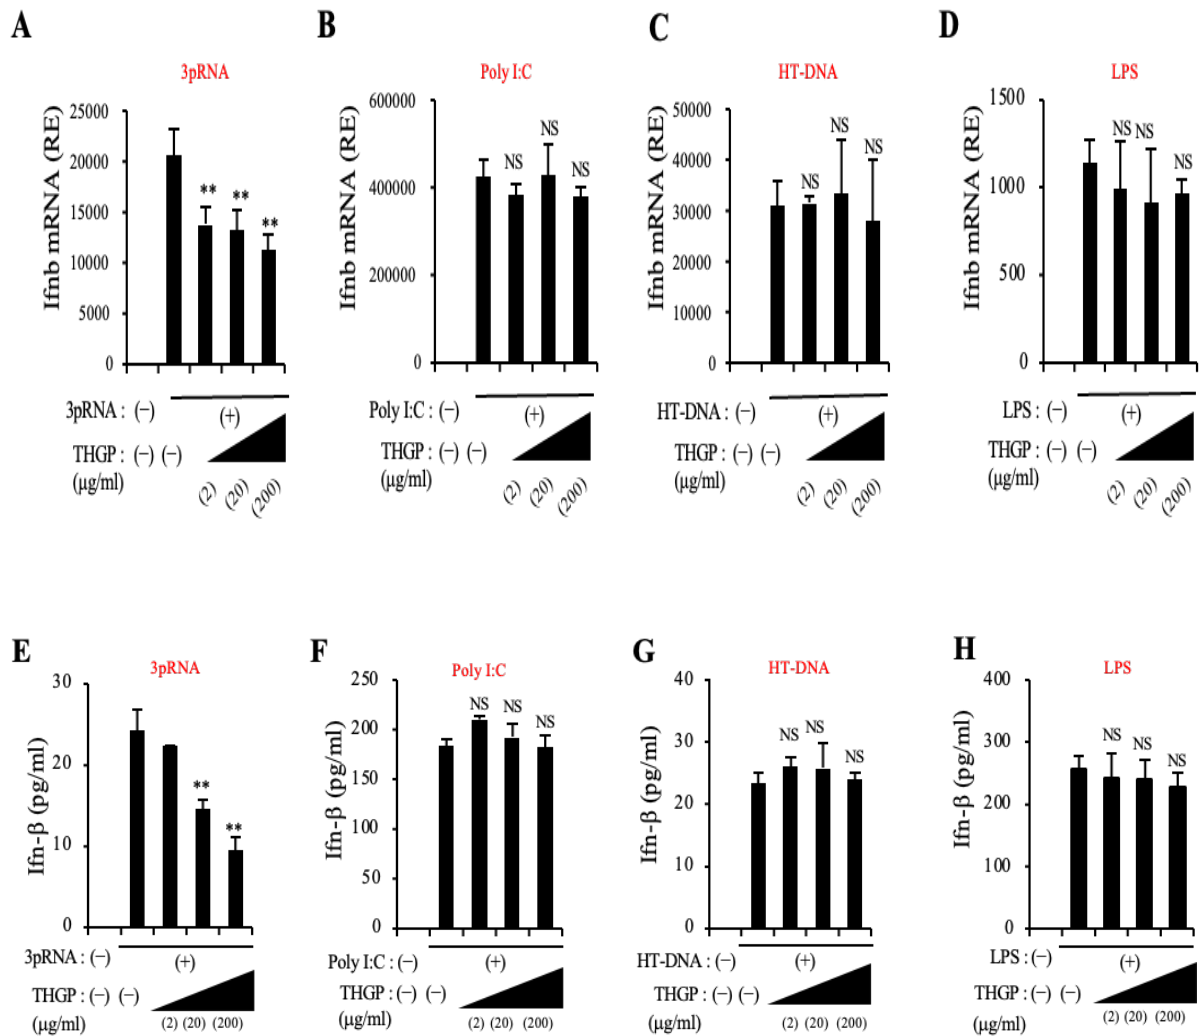 A
3pRNA
Ifnb mRNA (RE)
25000
20000
15000
10000
5000
0
**
**
**
3pRNA : (−) (+)
THGP : (−) (−)
(μg/ml)
(2) (20) (200)
B
Poly I:C
Ifnb mRNA (RE)
600000
400000
200000
0
NS
NS
NS
Poly I:C : (−) (+)
THGP : (−) (−)
(μg/ml)
(2) (20) (200)
C
HT-DNA
Ifnb mRNA (RE)
50000
40000
30000
20000
10000
0
NS
NS
NS
HT-DNA : (−) (+)
THGP : (−) (−)
(μg/ml)
(2) (20) (200)
D
LPS
Ifnb mRNA (RE)
1500
1000
500
0
NS
NS
NS
LPS : (−) (+)
THGP : (−) (−)
(μg/ml)
(2) (20) (200)
E
3pRNA
Ifn-β (pg/ml)
30
20
10
0
**
**
3pRNA : (−) (+)
THGP : (−) (−)
(μg/ml) (2) (20) (200)
F
Poly I:C
Ifn-β (pg/ml)
250
200
150
100
50
0
NS
NS
NS
Poly I:C : (−) (+)
THGP : (−) (−)
(μg/ml) (2) (20) (200)
G
HT-DNA
Ifn-β (pg/ml)
40
30
20
10
0
NS
NS
NS
HT-DNA : (−) (+)
THGP : (−) (−)
(μg/ml) (2) (20) (200)
H
LPS
Ifn-β (pg/ml)
400
300
200
100
0
NS
NS
NS
LPS : (−) (+)
THGP : (−) (−)
(μg/ml) (2) (20) (200)